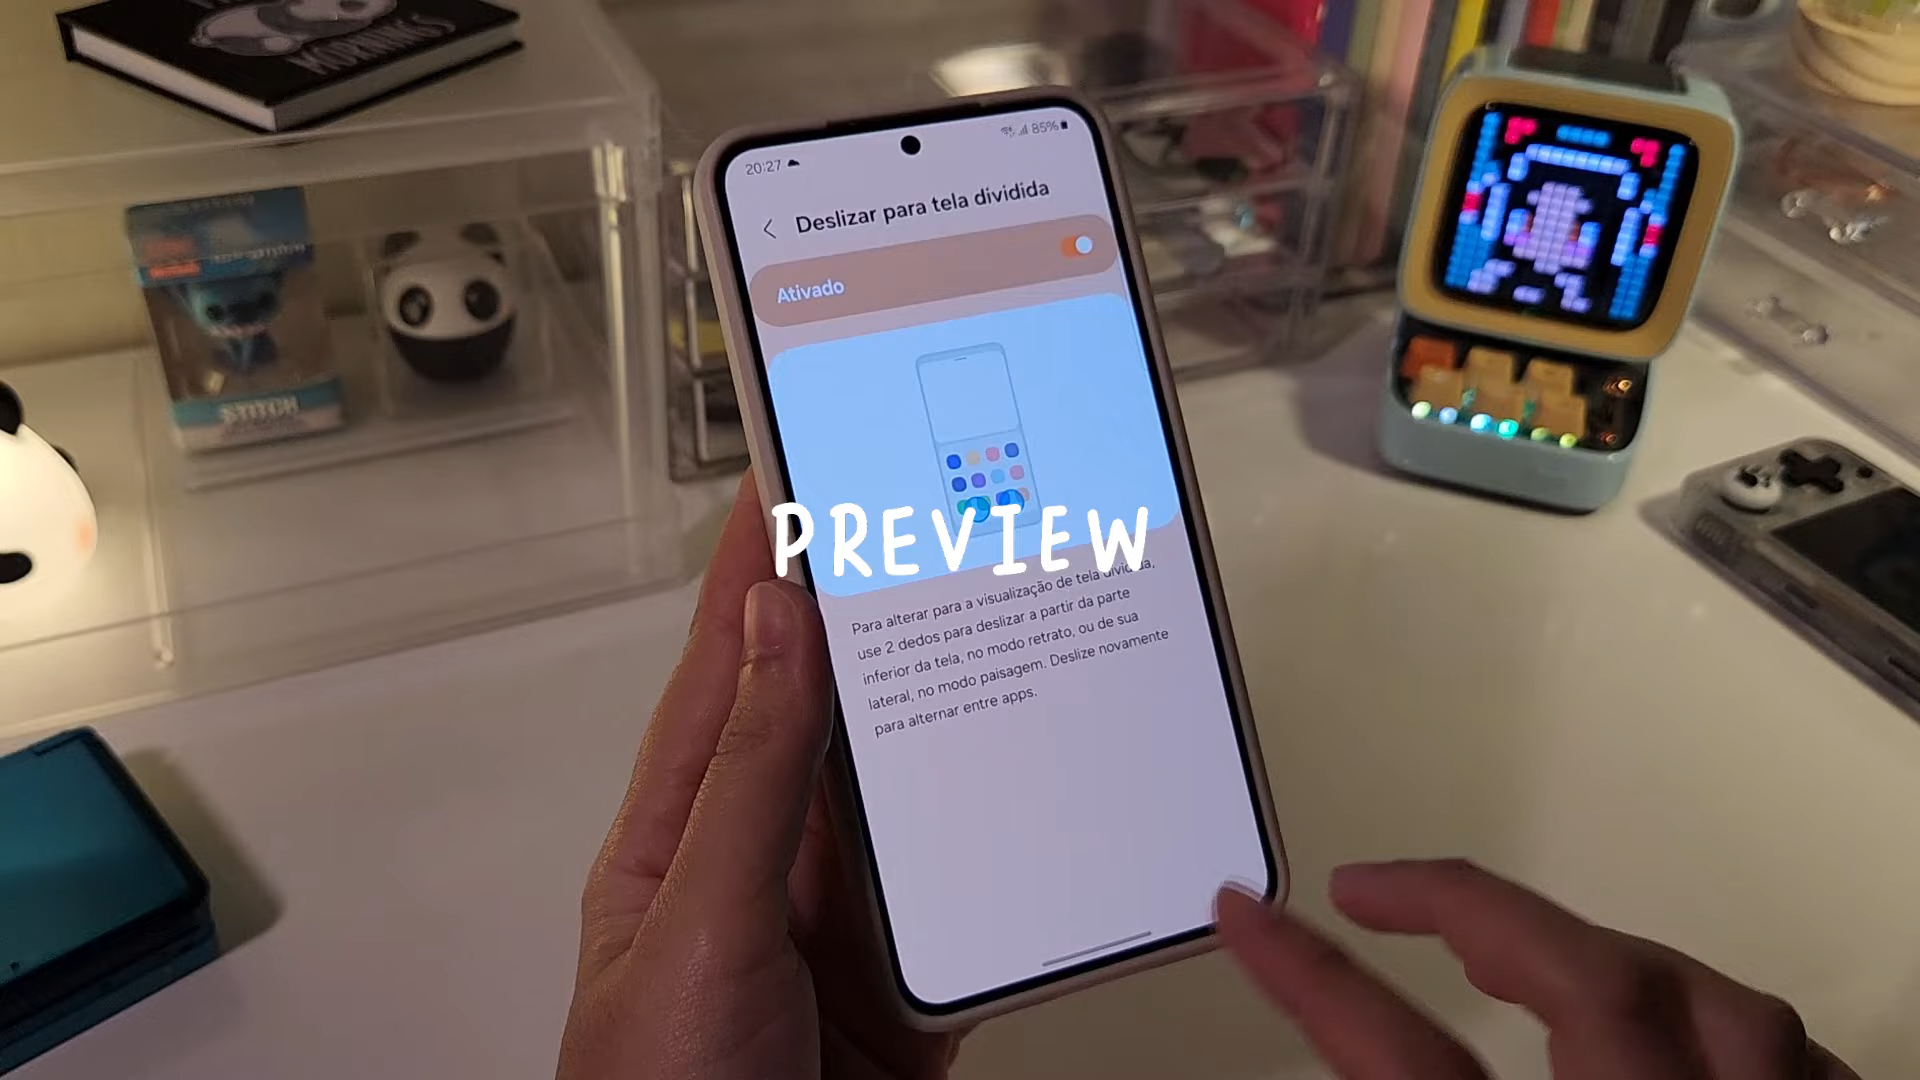 MORNINGS
20:27
85%
Deslizar para tela dividida
Ativado
STITCH
PREVIEW
Para alterar para a visualização de tela dividida,
use 2 dedos para deslizar a partir da parte
inferior da tela, no modo retrato, ou de sua
lateral, no modo paisagem. Deslize novamente
para alternar entre apps.